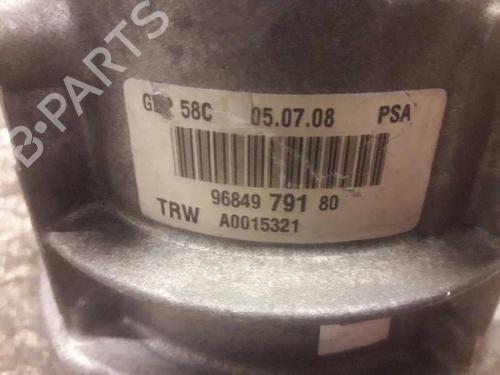 B-PARTS
58C 05.07.08 PSA
96849 791 80
TRW A0015321